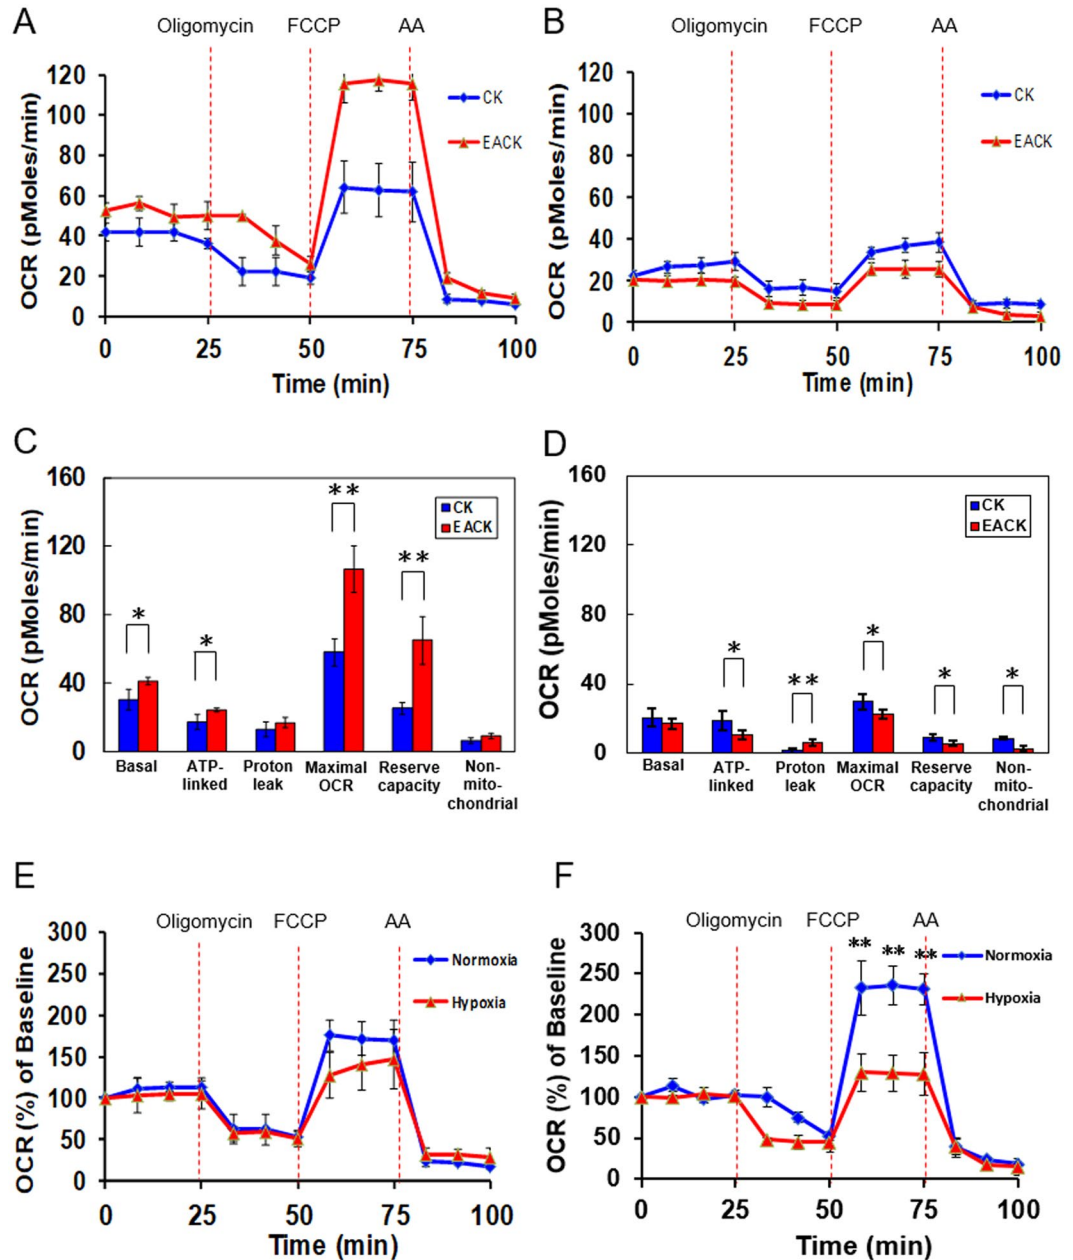 A
Oligomycin FCCP AA
OCR (pMoles/min)
120
100
80
60
40
20
0
CK
EACK
0 25 50 75 100
Time (min)
B
Oligomycin FCCP AA
OCR (pMoles/min)
120
100
80
60
40
20
0
CK
EACK
0 25 50 75 100
Time (min)
C
OCR (pMoles/min)
160
120
80
40
0
CK
EACK
* * ** **
Basal ATP- Proton Maximal Reserve Non-
linked leak OCR capacity mito-
chondrial
D
OCR (pMoles/min)
160
120
80
40
0
CK
EACK
* ** * * *
Basal ATP- Proton Maximal Reserve Non-
linked leak OCR capacity mito-
chondrial
E
Oligomycin FCCP AA
OCR (%) of Baseline
300
250
200
150
100
50
0
Normoxia
Hypoxia
0 25 50 75 100
Time (min)
F
Oligomycin FCCP AA
OCR (%) of Baseline
300
250
200
150
100
50
0
** ** **
Normoxia
Hypoxia
0 25 50 75 100
Time (min)